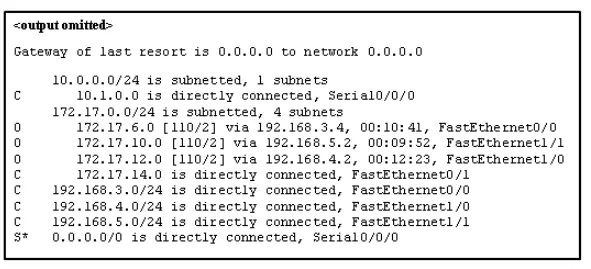 <output omitted>
Gateway of last resort is 0.0.0.0 to network 0.0.0.0
10.0.0.0/24 is subnetted, 1 subnets
C 10.1.0.0 is directly connected, Serial0/0/0
172.17.0.0/24 is subnetted, 4 subnets
O 172.17.6.0 [110/2] via 192.168.3.4, 00:10:41, FastEthernet0/0
O 172.17.10.0 [110/2] via 192.168.5.2, 00:09:52, FastEthernet1/1
O 172.17.12.0 [110/2] via 192.168.4.2, 00:12:23, FastEthernet1/0
C 172.17.14.0 is directly connected, FastEthernet0/1
C 192.168.3.0/24 is directly connected, FastEthernet0/0
C 192.168.4.0/24 is directly connected, FastEthernet1/0
C 192.168.5.0/24 is directly connected, FastEthernet1/1
S* 0.0.0.0/0 is directly connected, Serial0/0/0